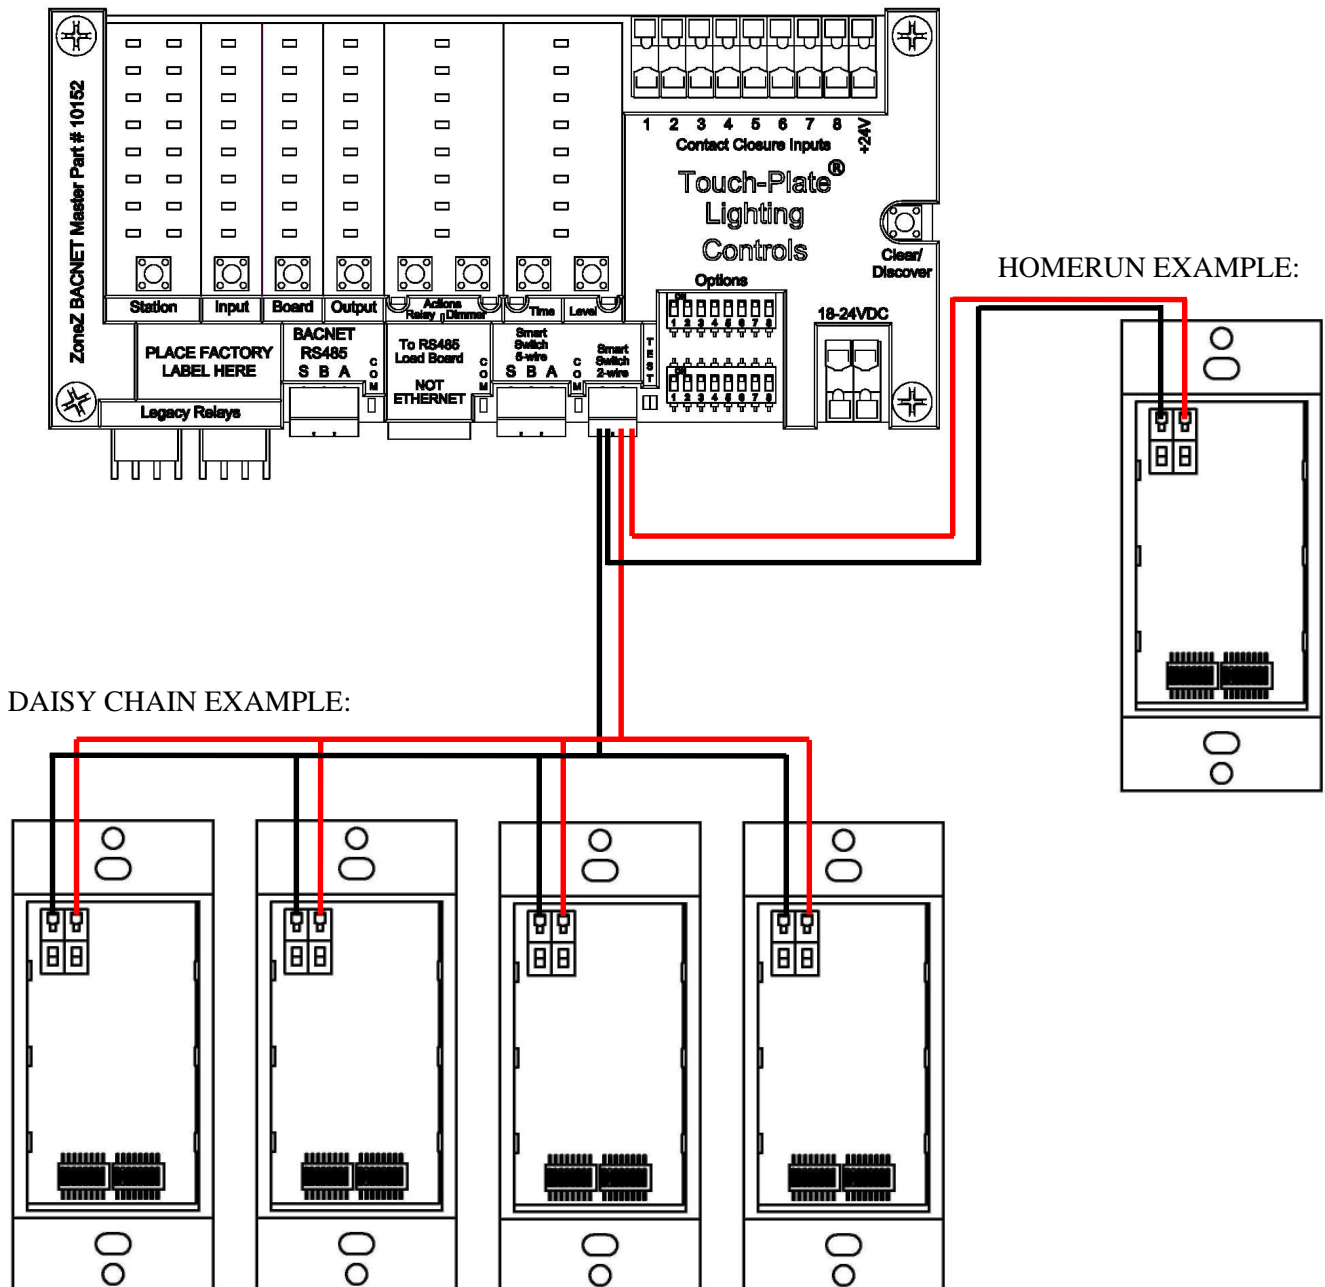 ZoneZ BACNET Master Part # 10152
1 2 3 4 5 6 7 8 +24V
Contact Closure Inputs
Touch-Plate®
Lighting
Controls
Clear/
Discover
Options
ON
1 2 3 4 5 6 7 8
ON
1 2 3 4 5 6 7 8
18-24VDC
Station
Input
Board
Output
Actions
Relay Dimmer
Time
Level
PLACE FACTORY
LABEL HERE
Legacy Relays
BACNET
RS485
S B A
COM
To RS485
Load Board
NOT
ETHERNET
COM
Smart
Switch
5-wire
S B A
COM
Smart
Switch
2-wire
TEST
HOMERUN EXAMPLE:
DAISY CHAIN EXAMPLE: